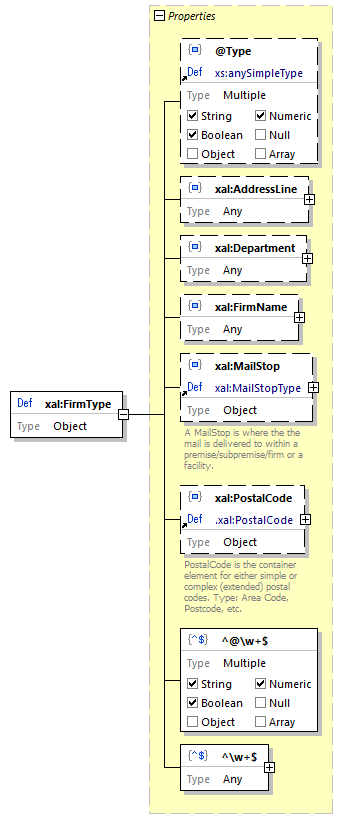 Properties
@Type
Def xs:anySimpleType
Type Multiple
String Numeric
Boolean Null
Object Array
xal:AddressLine
Type Any
xal:Department
Type Any
xal:FirmName
Type Any
xal:MailStop
Def xal:MailStopType
Type Object
A MailStop is where the the
mail is delivered to within a
premise/subpremise/firm or a
facility.
Def xal:FirmType
Type Object
xal:PostalCode
Def .xal:PostalCode
Type Object
PostalCode is the container
element for either simple or
complex (extended) postal
codes. Type: Area Code,
Postcode, etc.
{^$} ^@\w+$
Type Multiple
String Numeric
Boolean Null
Object Array
{^$} ^\w+$
Type Any